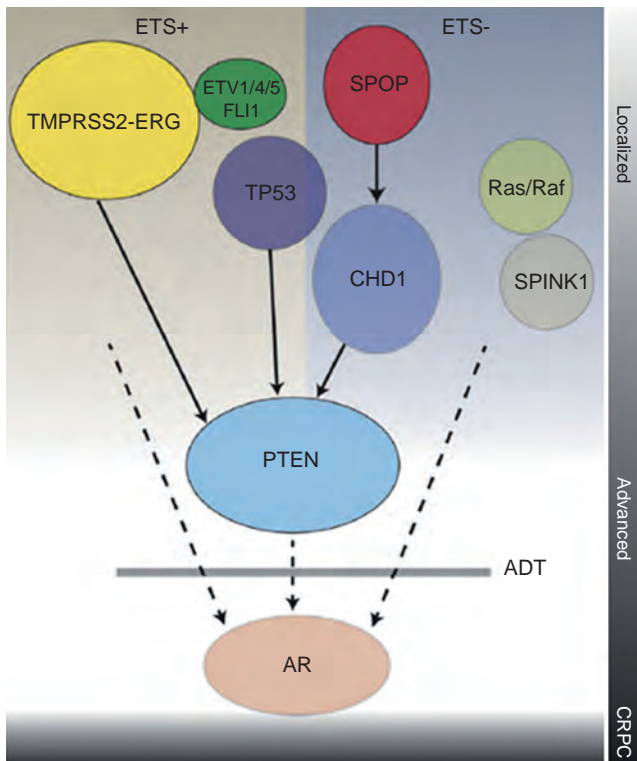 ETS+
ETS-
TMPRSS2-ERG
ETV1/4/5
FLI1
SPOP
TP53
Ras/Raf
CHD1
SPINK1
PTEN
ADT
AR
Localized
Advanced
CRPC